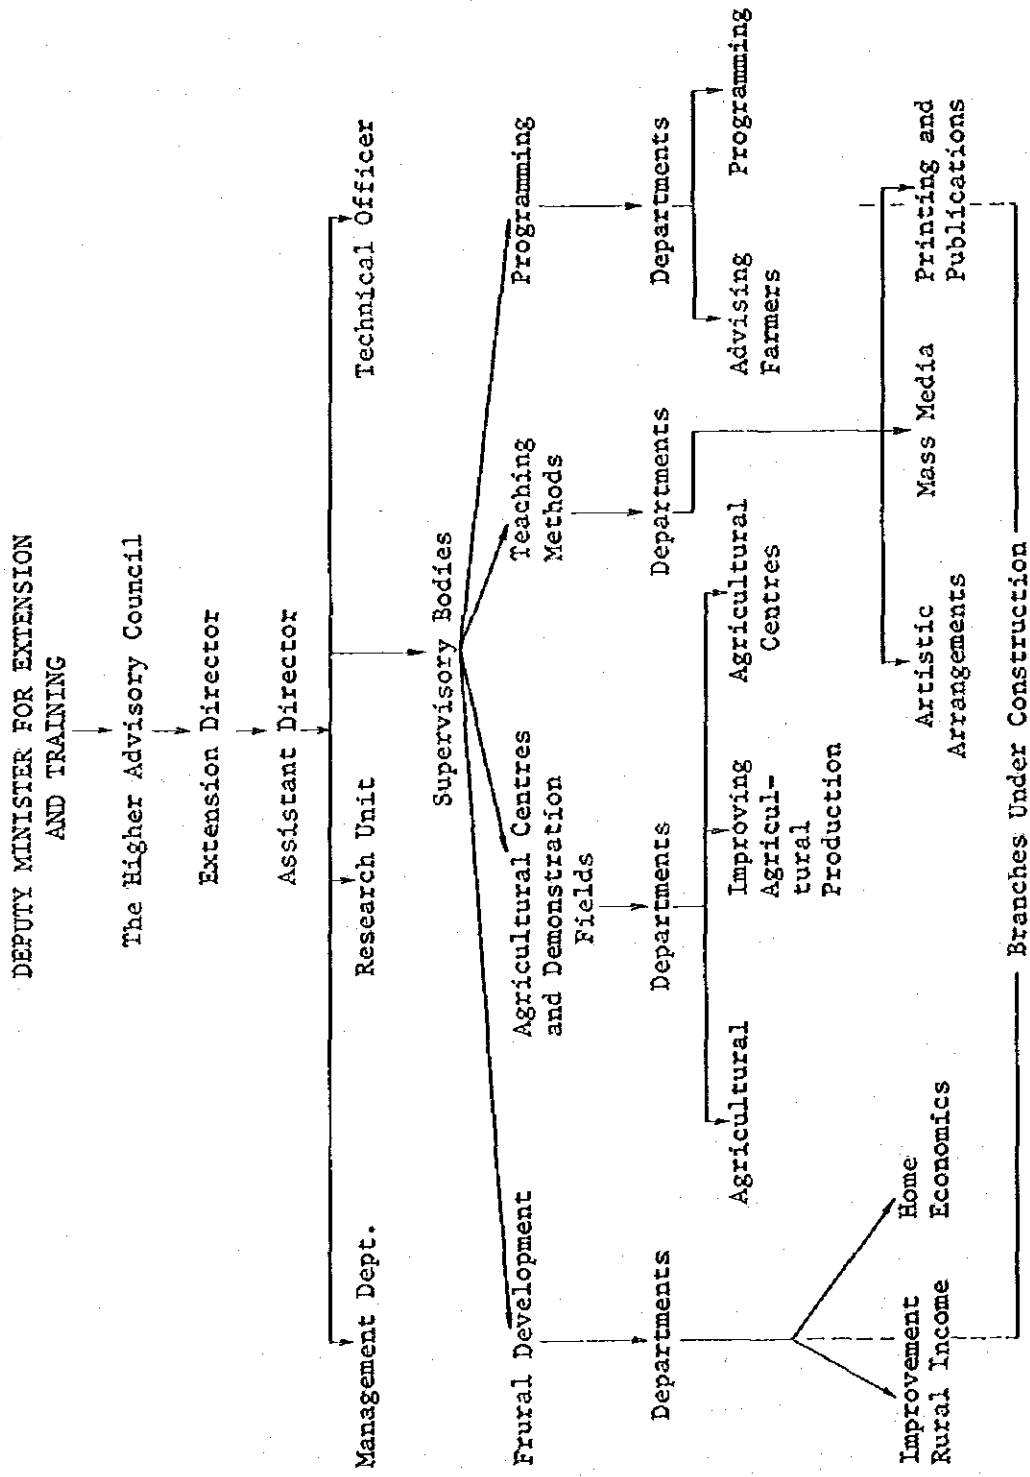 DEPUTY MINISTER FOR EXTENSION
AND TRAINING
The Higher Advisory Council
Extension Director
Assistant Director
Management Dept.
Research Unit
Technical Officer
Supervisory Bodies
Frural Development
Agricultural Centres
and Demonstration
Fields
Teaching
Methods
Programming
Departments
Departments
Departments
Departments
Agricultural
Improving
Agricul-
tural
Production
Agricultural
Centres
Advising
Farmers
Programming
Improvement
Rural Income
Home
Economics
Artistic
Arrangements
Mass Media
Printing and
Publications
Branches Under Construction